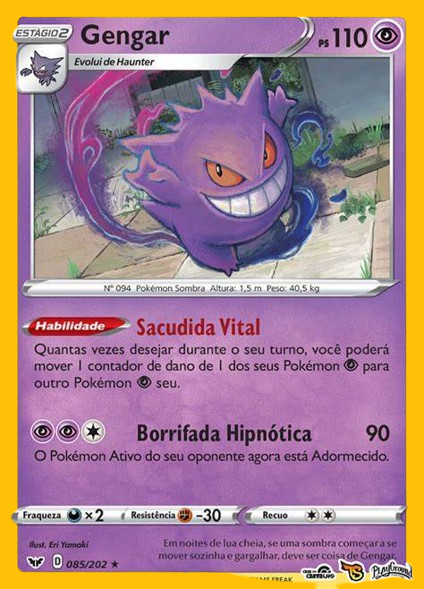 ESTÁGIO 2
Gengar
PS 110
Evolui de Haunter
Nº 094 Pokémon Sombra Altura: 1,5 m Peso: 40,5 kg
Habilidade Sacudida Vital
Quantas vezes desejar durante o seu turno, você poderá
mover 1 contador de dano de 1 dos seus Pokémon para
outro Pokémon seu.
Borrifada Hipnótica 90
O Pokémon Ativo do seu oponente agora está Adormecido.
Fraqueza ×2 Resistência -30 Recuo
Ilust. Eri Yamoki
Em noites de lua cheia, se uma sombra começar a se
mover sozinha e gargalhar, deve ser coisa de Gengar.
D 085/202 ★
GAME FREAK
PLAYGROUND